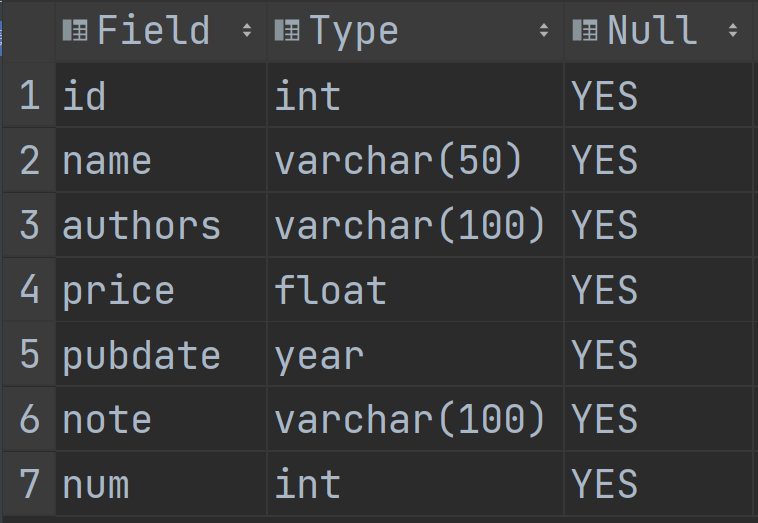 Field Type Null
1 id int YES
2 name varchar(50) YES
3 authors varchar(100) YES
4 price float YES
5 pubdate year YES
6 note varchar(100) YES
7 num int YES